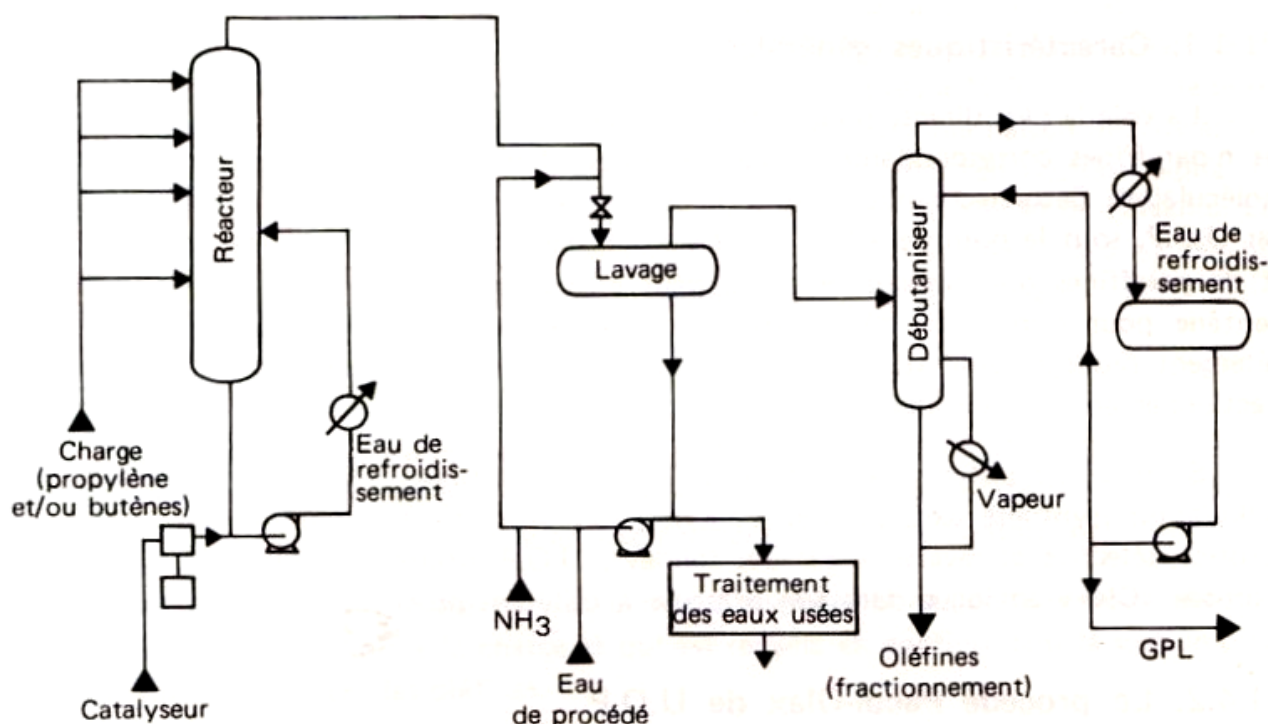 Réacteur
Charge
(propylène
et/ou butènes)
Eau de
refroidis-
sement
Catalyseur
Lavage
NH3
Eau
de procédé
Traitement
des eaux usées
Débutaniseur
Eau de
refroidis-
sement
Vapeur
Oléfines
(fractionnement)
GPL